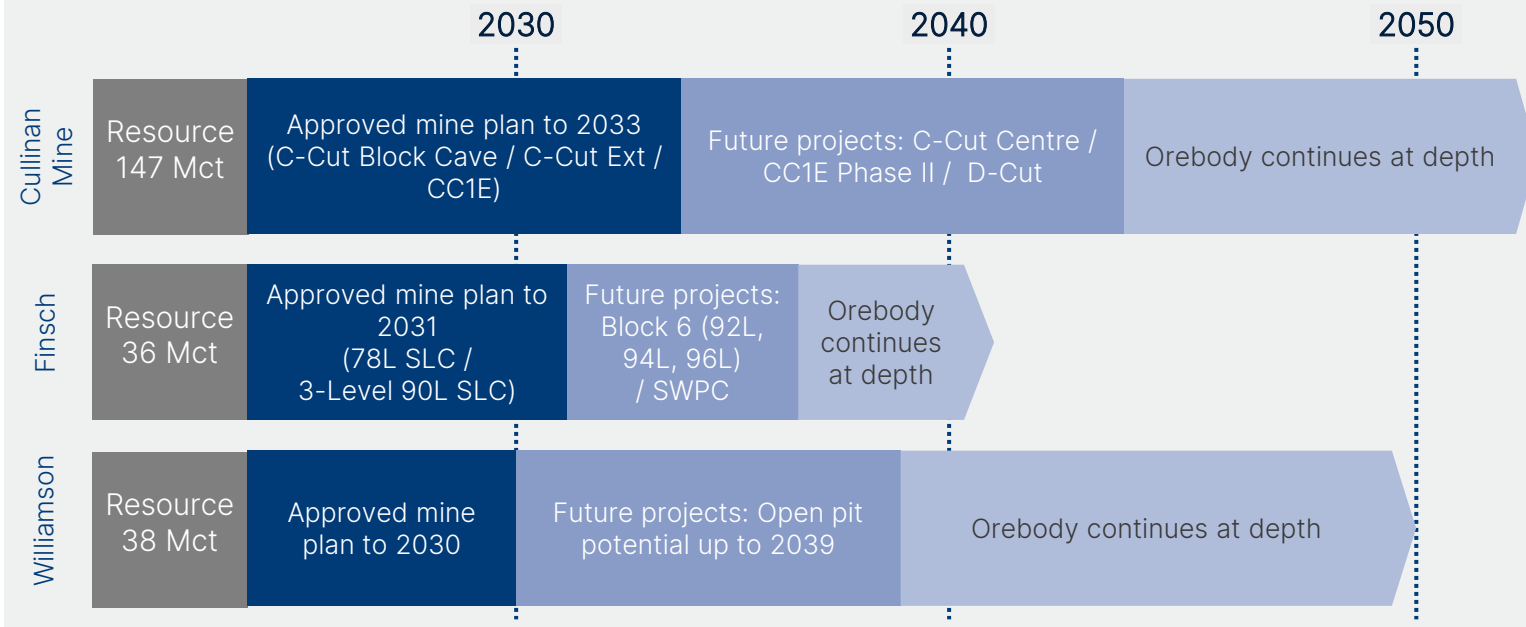 2030
2040
2050
Cullinan
Mine
Resource
147 Mct
Approved mine plan to 2033
(C-Cut Block Cave / C-Cut Ext /
CC1E)
Future projects: C-Cut Centre /
CC1E Phase II / D-Cut
Orebody continues at depth
Finsch
Resource
36 Mct
Approved mine plan to
2031
(78L SLC /
3-Level 90L SLC)
Future projects:
Block 6 (92L,
94L, 96L)
/ SWPC
Orebody
continues
at depth
Williamson
Resource
38 Mct
Approved mine
plan to 2030
Future projects: Open pit
potential up to 2039
Orebody continues at depth